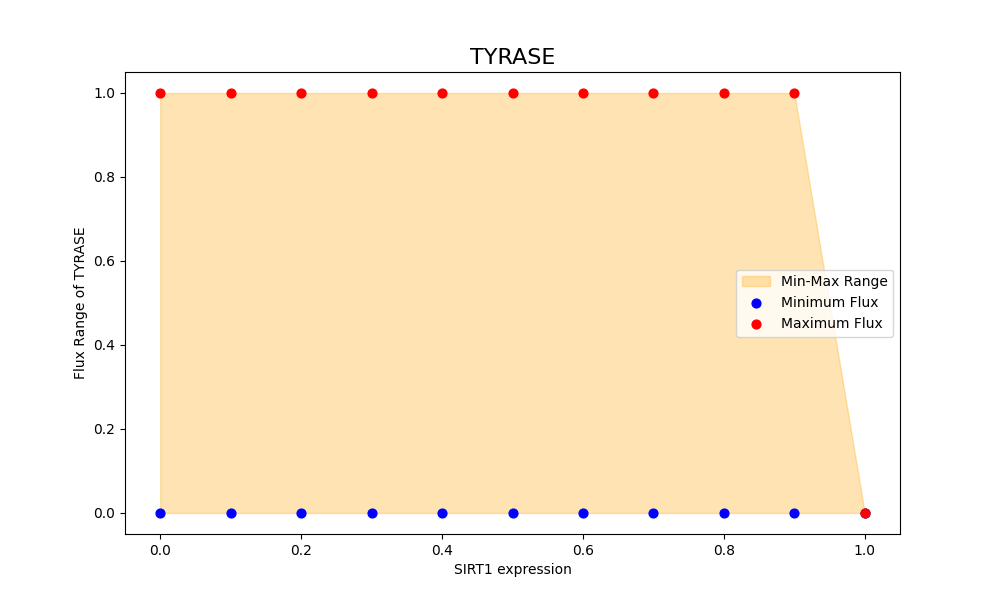 TYRASE
Flux Range of TYRASE
1.0
0.8
0.6
0.4
0.2
0.0
Min-Max Range
Minimum Flux
Maximum Flux
0.0 0.2 0.4 0.6 0.8 1.0
SIRT1 expression